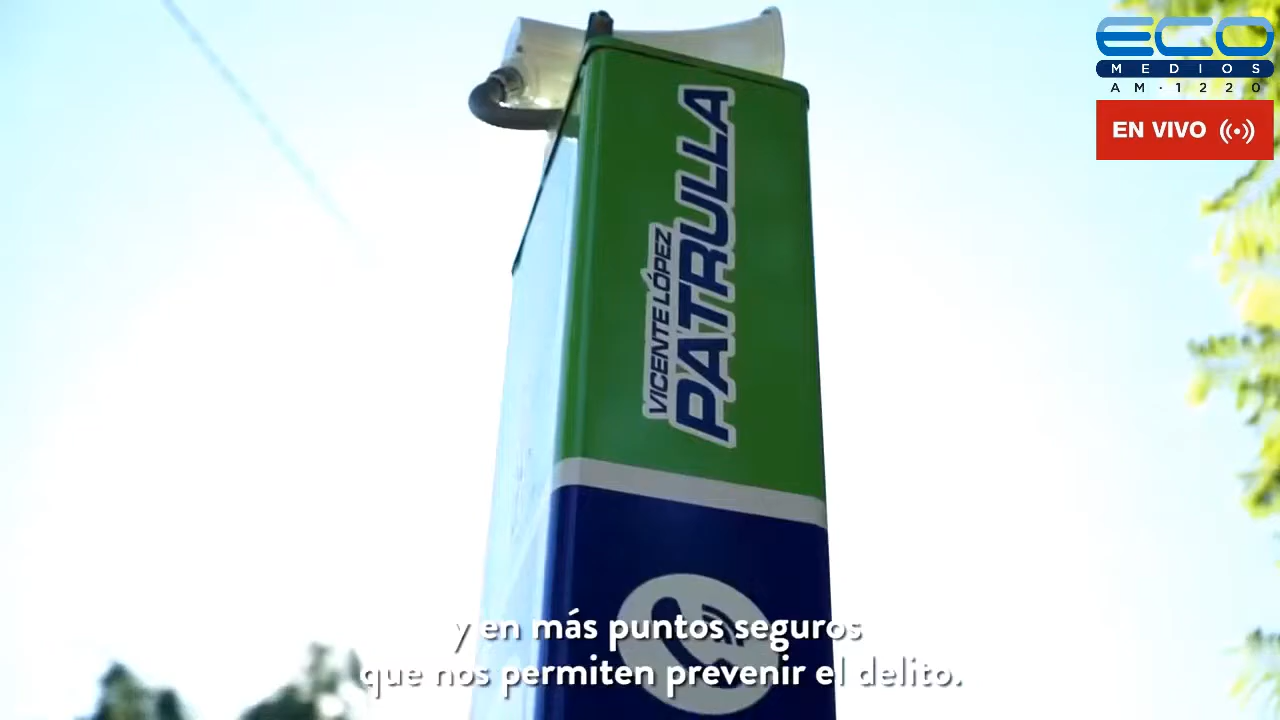 ECO
MEDIOS
AM·1220
EN VIVO
VICENTE LÓPEZ
PATRULLA
y en más puntos seguros
que nos permiten prevenir el delito.